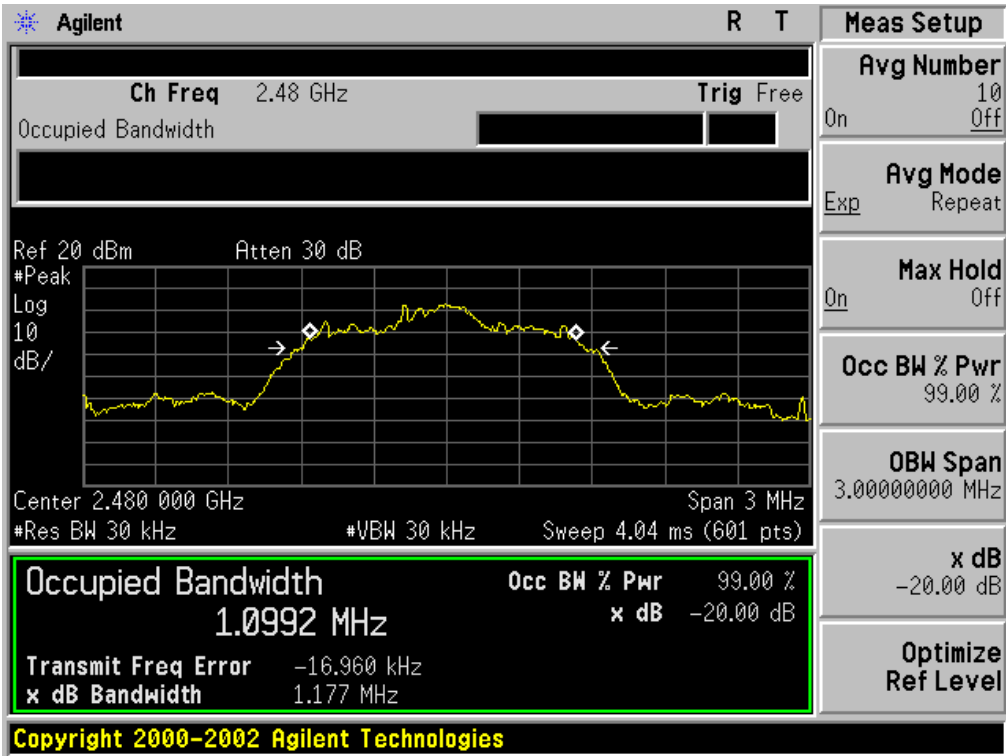 Agilent R T
Ch Freq 2.48 GHz Trig Free
Occupied Bandwidth
Ref 20 dBm Atten 30 dB
#Peak
Log
10
dB/
Center 2.480 000 GHz Span 3 MHz
#Res BW 30 kHz #VBW 30 kHz Sweep 4.04 ms (601 pts)
Occupied Bandwidth Occ BW % Pwr 99.00 %
1.0992 MHz x dB -20.00 dB
Transmit Freq Error -16.960 kHz
x dB Bandwidth 1.177 MHz
Copyright 2000-2002 Agilent Technologies
Meas Setup
Avg Number
10
On Off
Avg Mode
Exp Repeat
Max Hold
On Off
Occ BW % Pwr
99.00 %
OBW Span
3.00000000 MHz
x dB
-20.00 dB
Optimize
Ref Level